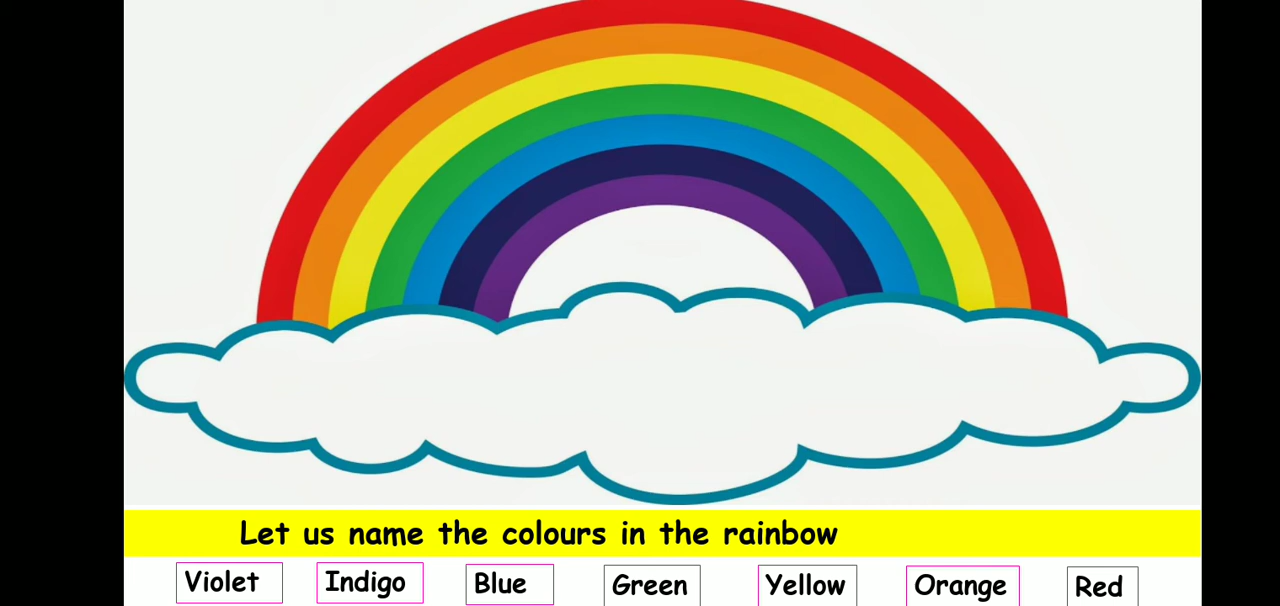 Let us name the colours in the rainbow
Violet Indigo Blue Green Yellow Orange Red